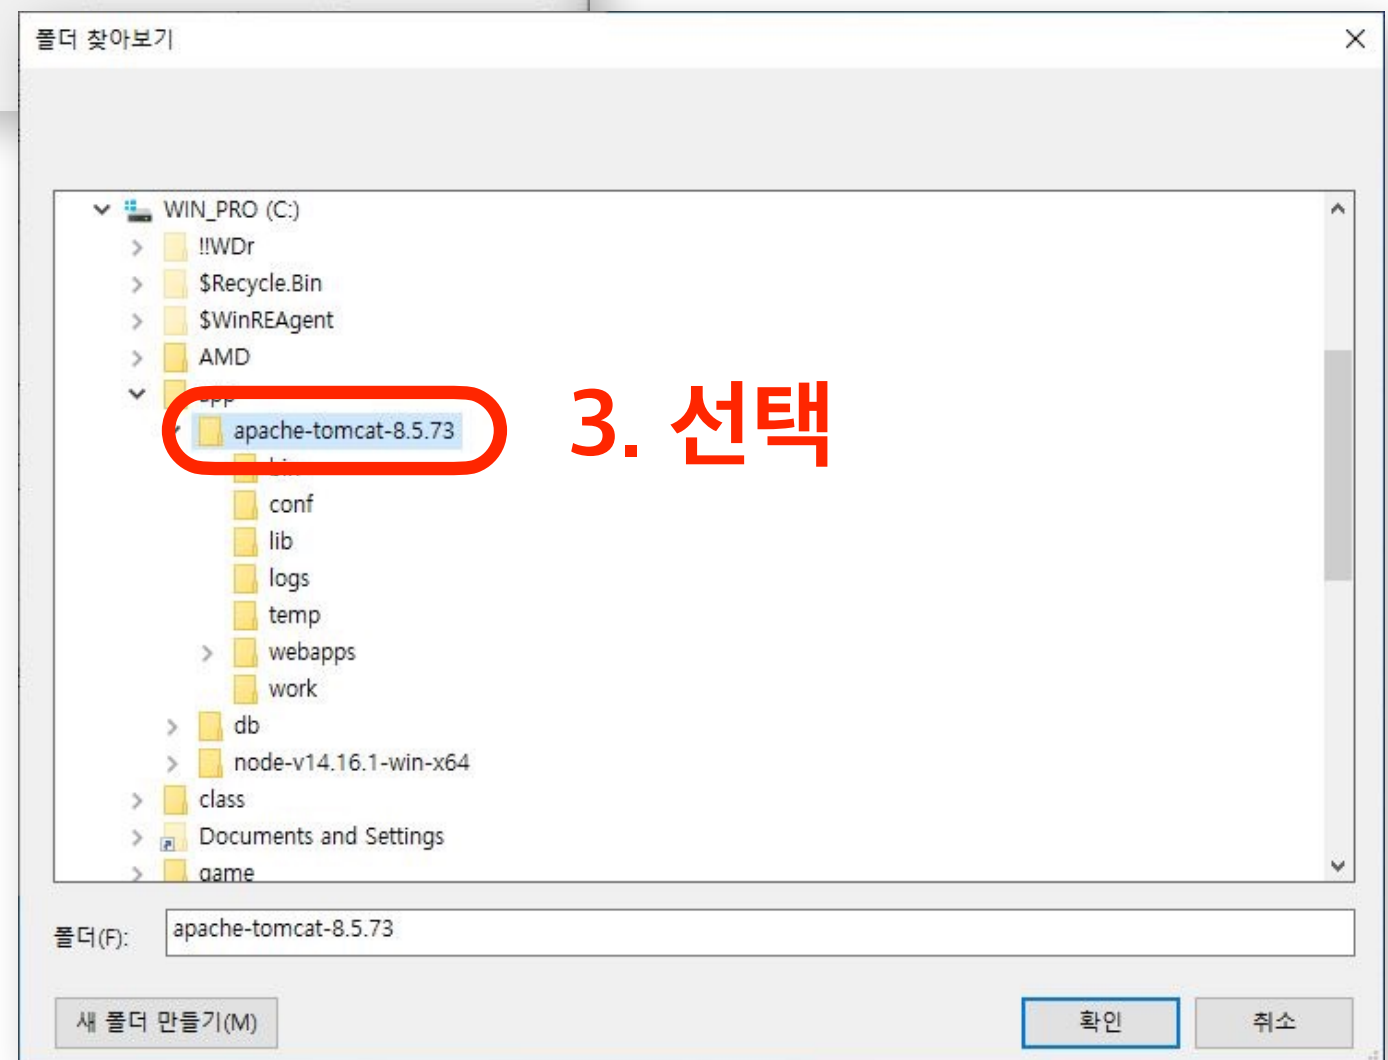 폴더 찾아보기
WIN_PRO (C:)
!!WDr
$Recycle.Bin
$WinREAgent
AMD
app
apache-tomcat-8.5.73
3. 선택
bin
conf
lib
logs
temp
webapps
work
db
node-v14.16.1-win-x64
class
Documents and Settings
game
폴더(F):
apache-tomcat-8.5.73
새 폴더 만들기(M)
확인
취소